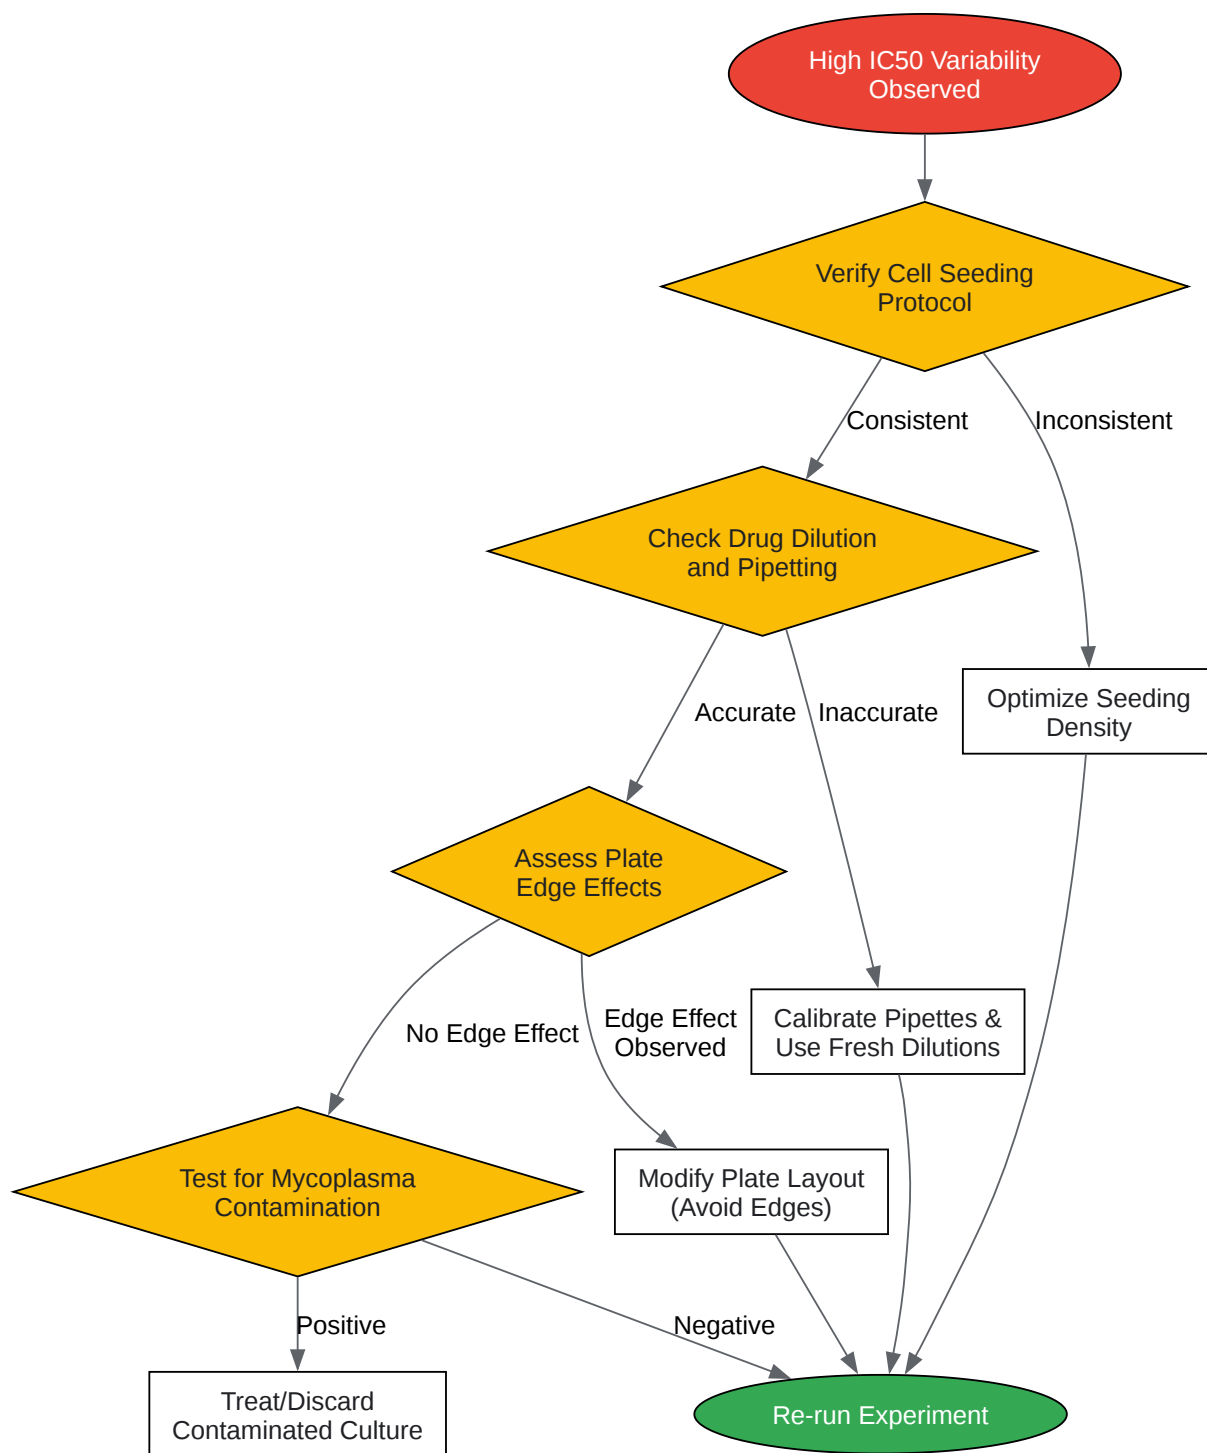 High IC50 Variability
Observed
Verify Cell Seeding
Protocol
Consistent
Inconsistent
Check Drug Dilution
and Pipetting
Optimize Seeding
Density
Accurate
Inaccurate
Assess Plate
Edge Effects
Calibrate Pipettes &
Use Fresh Dilutions
No Edge Effect
Edge Effect
Observed
Test for Mycoplasma
Contamination
Modify Plate Layout
(Avoid Edges)
Positive
Negative
Treat/Discard
Contaminated Culture
Re-run Experiment